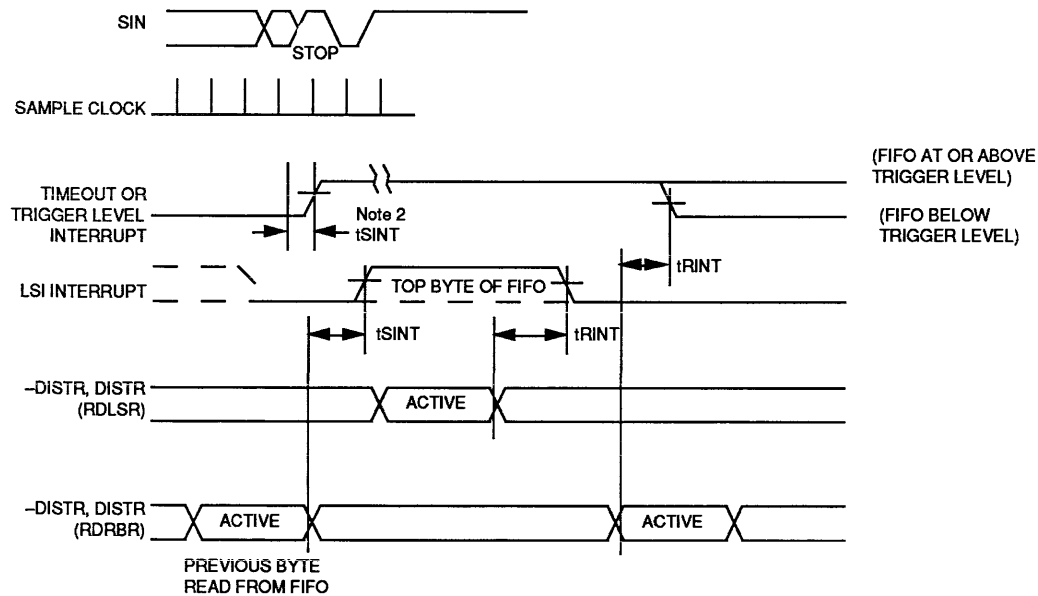 SIN
STOP
SAMPLE CLOCK
(FIFO AT OR ABOVE
TRIGGER LEVEL)
TIMEOUT OR
TRIGGER LEVEL
INTERRUPT
Note 2
tSINT
(FIFO BELOW
TRIGGER LEVEL)
tRINT
LSI INTERRUPT
TOP BYTE OF FIFO
tSINT
tRINT
–DISTR, DISTR
(RDLSR)
ACTIVE
–DISTR, DISTR
(RDRBR)
ACTIVE
ACTIVE
PREVIOUS BYTE
READ FROM FIFO